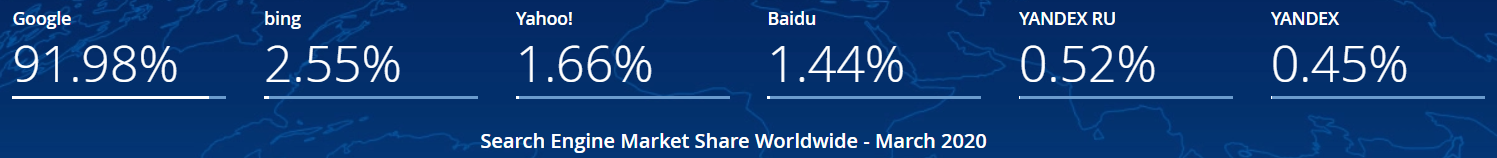 Google bing Yahoo! Baidu YANDEX RU YANDEX
91.98% 2.55% 1.66% 1.44% 0.52% 0.45%
Search Engine Market Share Worldwide - March 2020